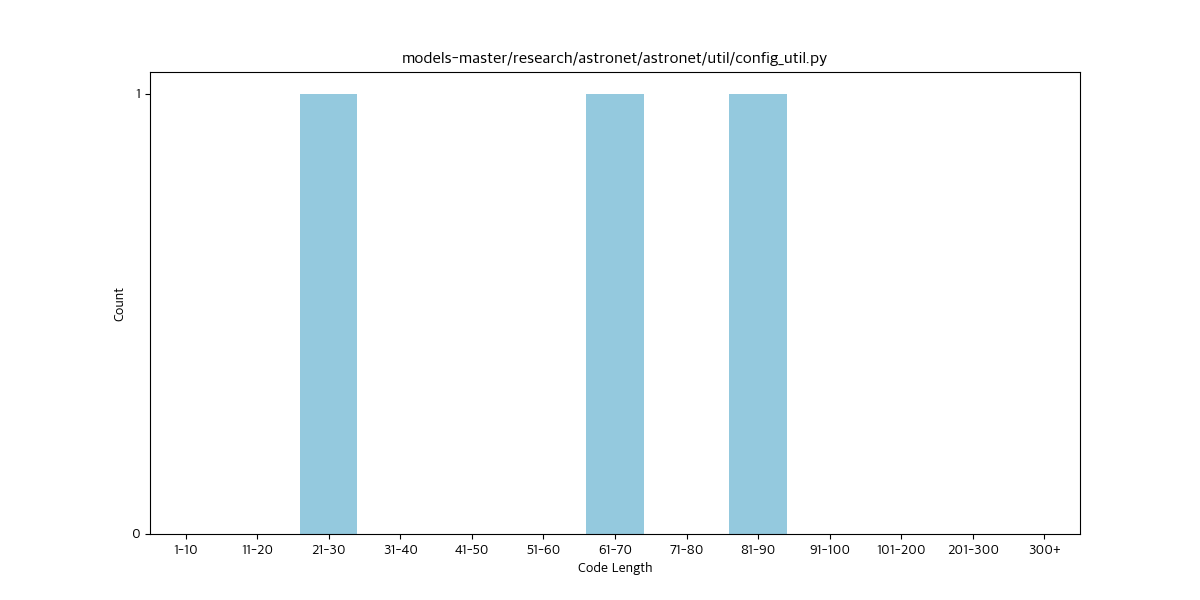 models-master/research/astronet/astronet/util/config_util.py
1
Count
0
1-10 11-20 21-30 31-40 41-50 51-60 61-70 71-80 81-90 91-100 101-200 201-300 300+
Code Length